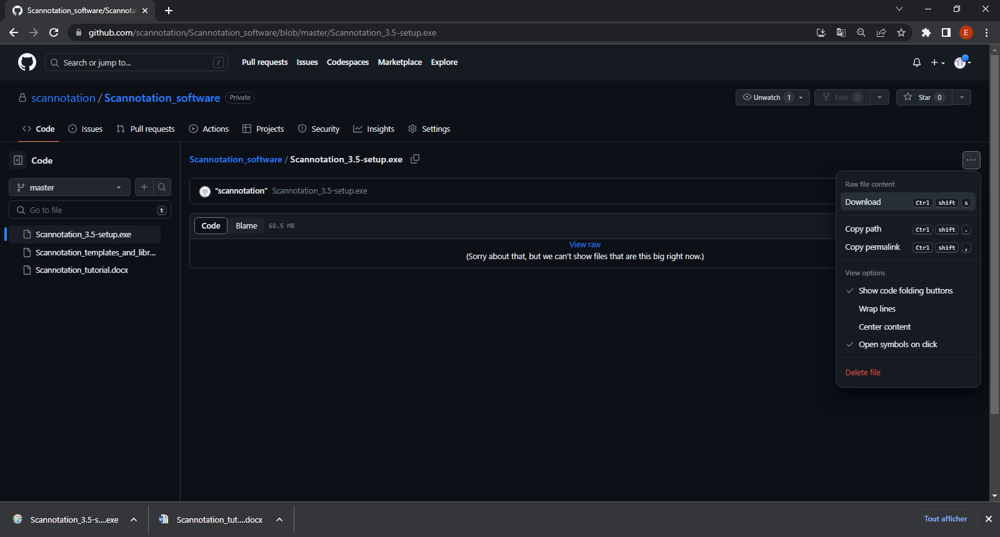 Scannotation_software/Scannota
github.com/scannotation/Scannotation_software/blob/master/Scannotation_3.5-setup.exe
E
Search or jump to...
/
Pull requests
Issues
Codespaces
Marketplace
Explore
scannotation / Scannotation_software
Private
Unwatch 1
Fork 0
Star 0
Code
Issues
Pull requests
Actions
Projects
Security
Insights
Settings
Code
master
Go to file
t
Scannotation_3.5-setup.exe
Scannotation_templates_and_libr...
Scannotation_tutorial.docx
Scannotation_software / Scannotation_3.5-setup.exe
"scannotation" Scannotation_3.5-setup.exe
Code
Blame
68.5 MB
View raw
(Sorry about that, but we can't show files that are this big right now.)
Raw file content
Download Ctrl shift s
Copy path Ctrl shift .
Copy permalink Ctrl shift ,
View options
Show code folding buttons
Wrap lines
Center content
Open symbols on click
Delete file
Scannotation_3.5-s....exe
Scannotation_tut....docx
Tout afficher